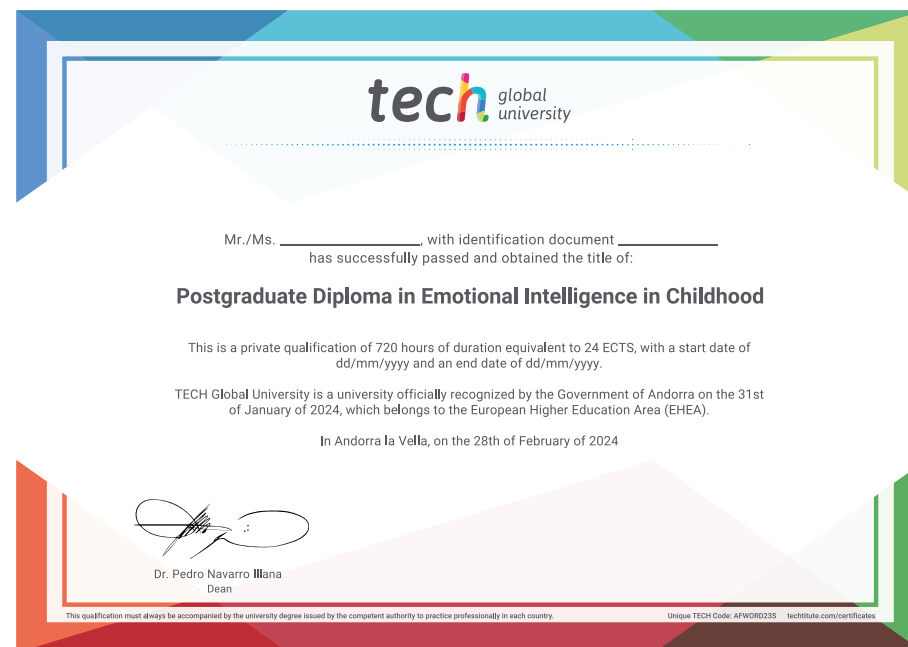 tech global university
Mr./Ms. ____________, with identification document ____________
has successfully passed and obtained the title of:
Postgraduate Diploma in Emotional Intelligence in Childhood
This is a private qualification of 720 hours of duration equivalent to 24 ECTS, with a start date of
dd/mm/yyyy and an end date of dd/mm/yyyy.
TECH Global University is a university officially recognized by the Government of Andorra on the 31st
of January of 2024, which belongs to the European Higher Education Area (EHEA).
In Andorra la Vella, on the 28th of February of 2024
Dr. Pedro Navarro Illana
Dean
This qualification must always be accompanied by the university degree issued by the competent authority to practice professionally in each country.
Unique TECH Code: AFWORD23S techtitute.com/certificates